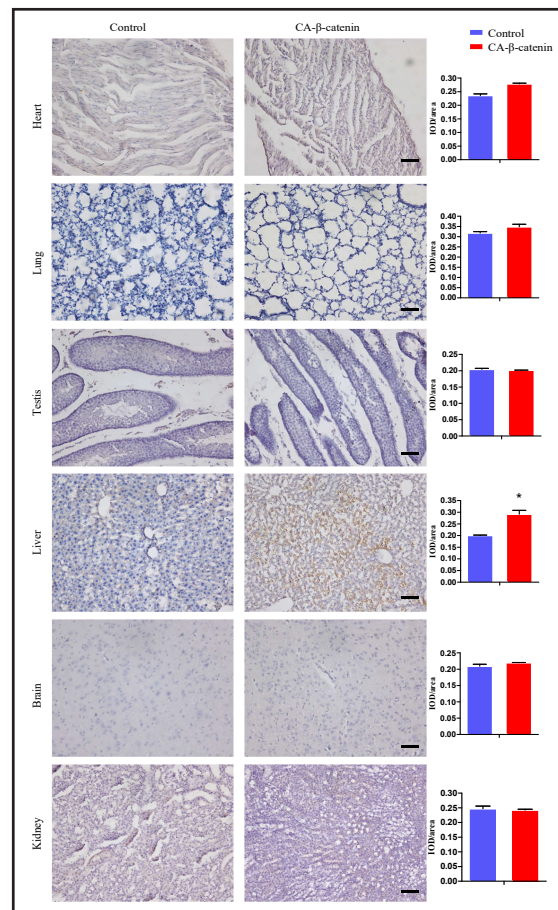 Control
CA-β-catenin
Control
CA-β-catenin
Heart
IOD/area
0.30
0.25
0.20
0.15
0.10
0.05
0.00
Lung
IOD/area
0.40
0.35
0.30
0.25
0.20
0.15
0.10
0.05
0.00
Testis
IOD/area
0.25
0.20
0.15
0.10
0.05
0.00
Liver
IOD/area
*
0.35
0.30
0.25
0.20
0.15
0.10
0.05
0.00
Brain
IOD/area
0.25
0.20
0.15
0.10
0.05
0.00
Kidney
IOD/area
0.30
0.25
0.20
0.15
0.10
0.05
0.00